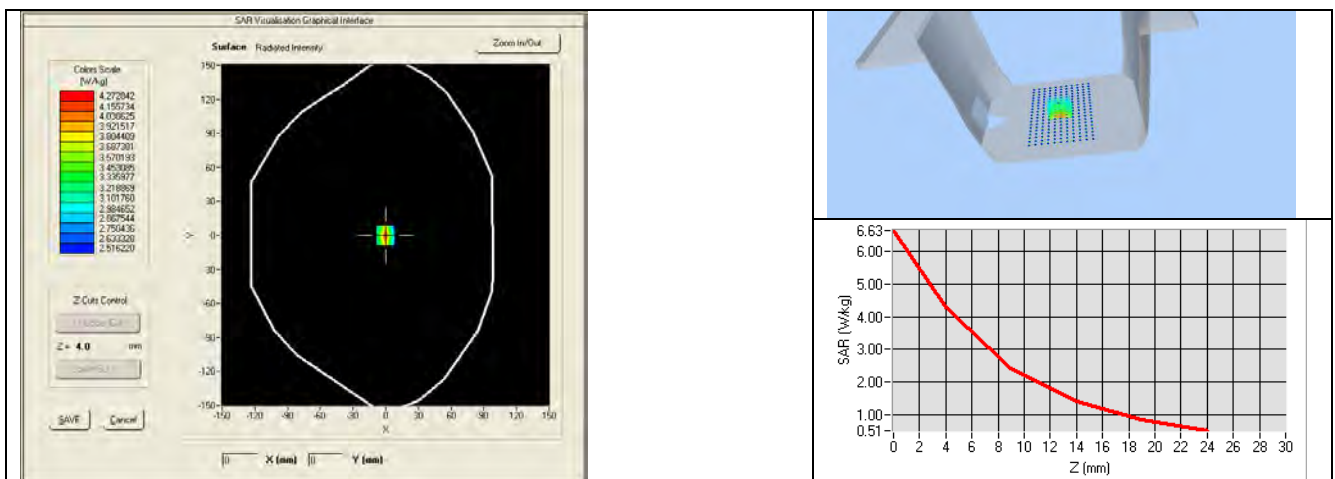 SAR Visualisation Graphical Interface
Surface Radiated Intensity
Zoom In/Out
Colors Scale
(W/kg)
4.272842
4.155734
4.038625
3.921517
3.804409
3.687301
3.570193
3.453085
3.335977
3.218869
3.101760
2.984652
2.867544
2.750436
2.633328
2.516220
Z Cuts Control
Z = 4.0 mm
SAVE
Cancel
150
120
90
60
30
0
-30
-60
-90
-120
-150
Y
-150 -120 -90 -60 -30 0 30 60 90 120 150
X
0 X (mm) 0 Y (mm)
6.63
6.00
5.00
4.00
3.00
2.00
1.00
0.51
SAR (W/kg)
0 2 4 6 8 10 12 14 16 18 20 22 24 26 28 30
Z (mm)